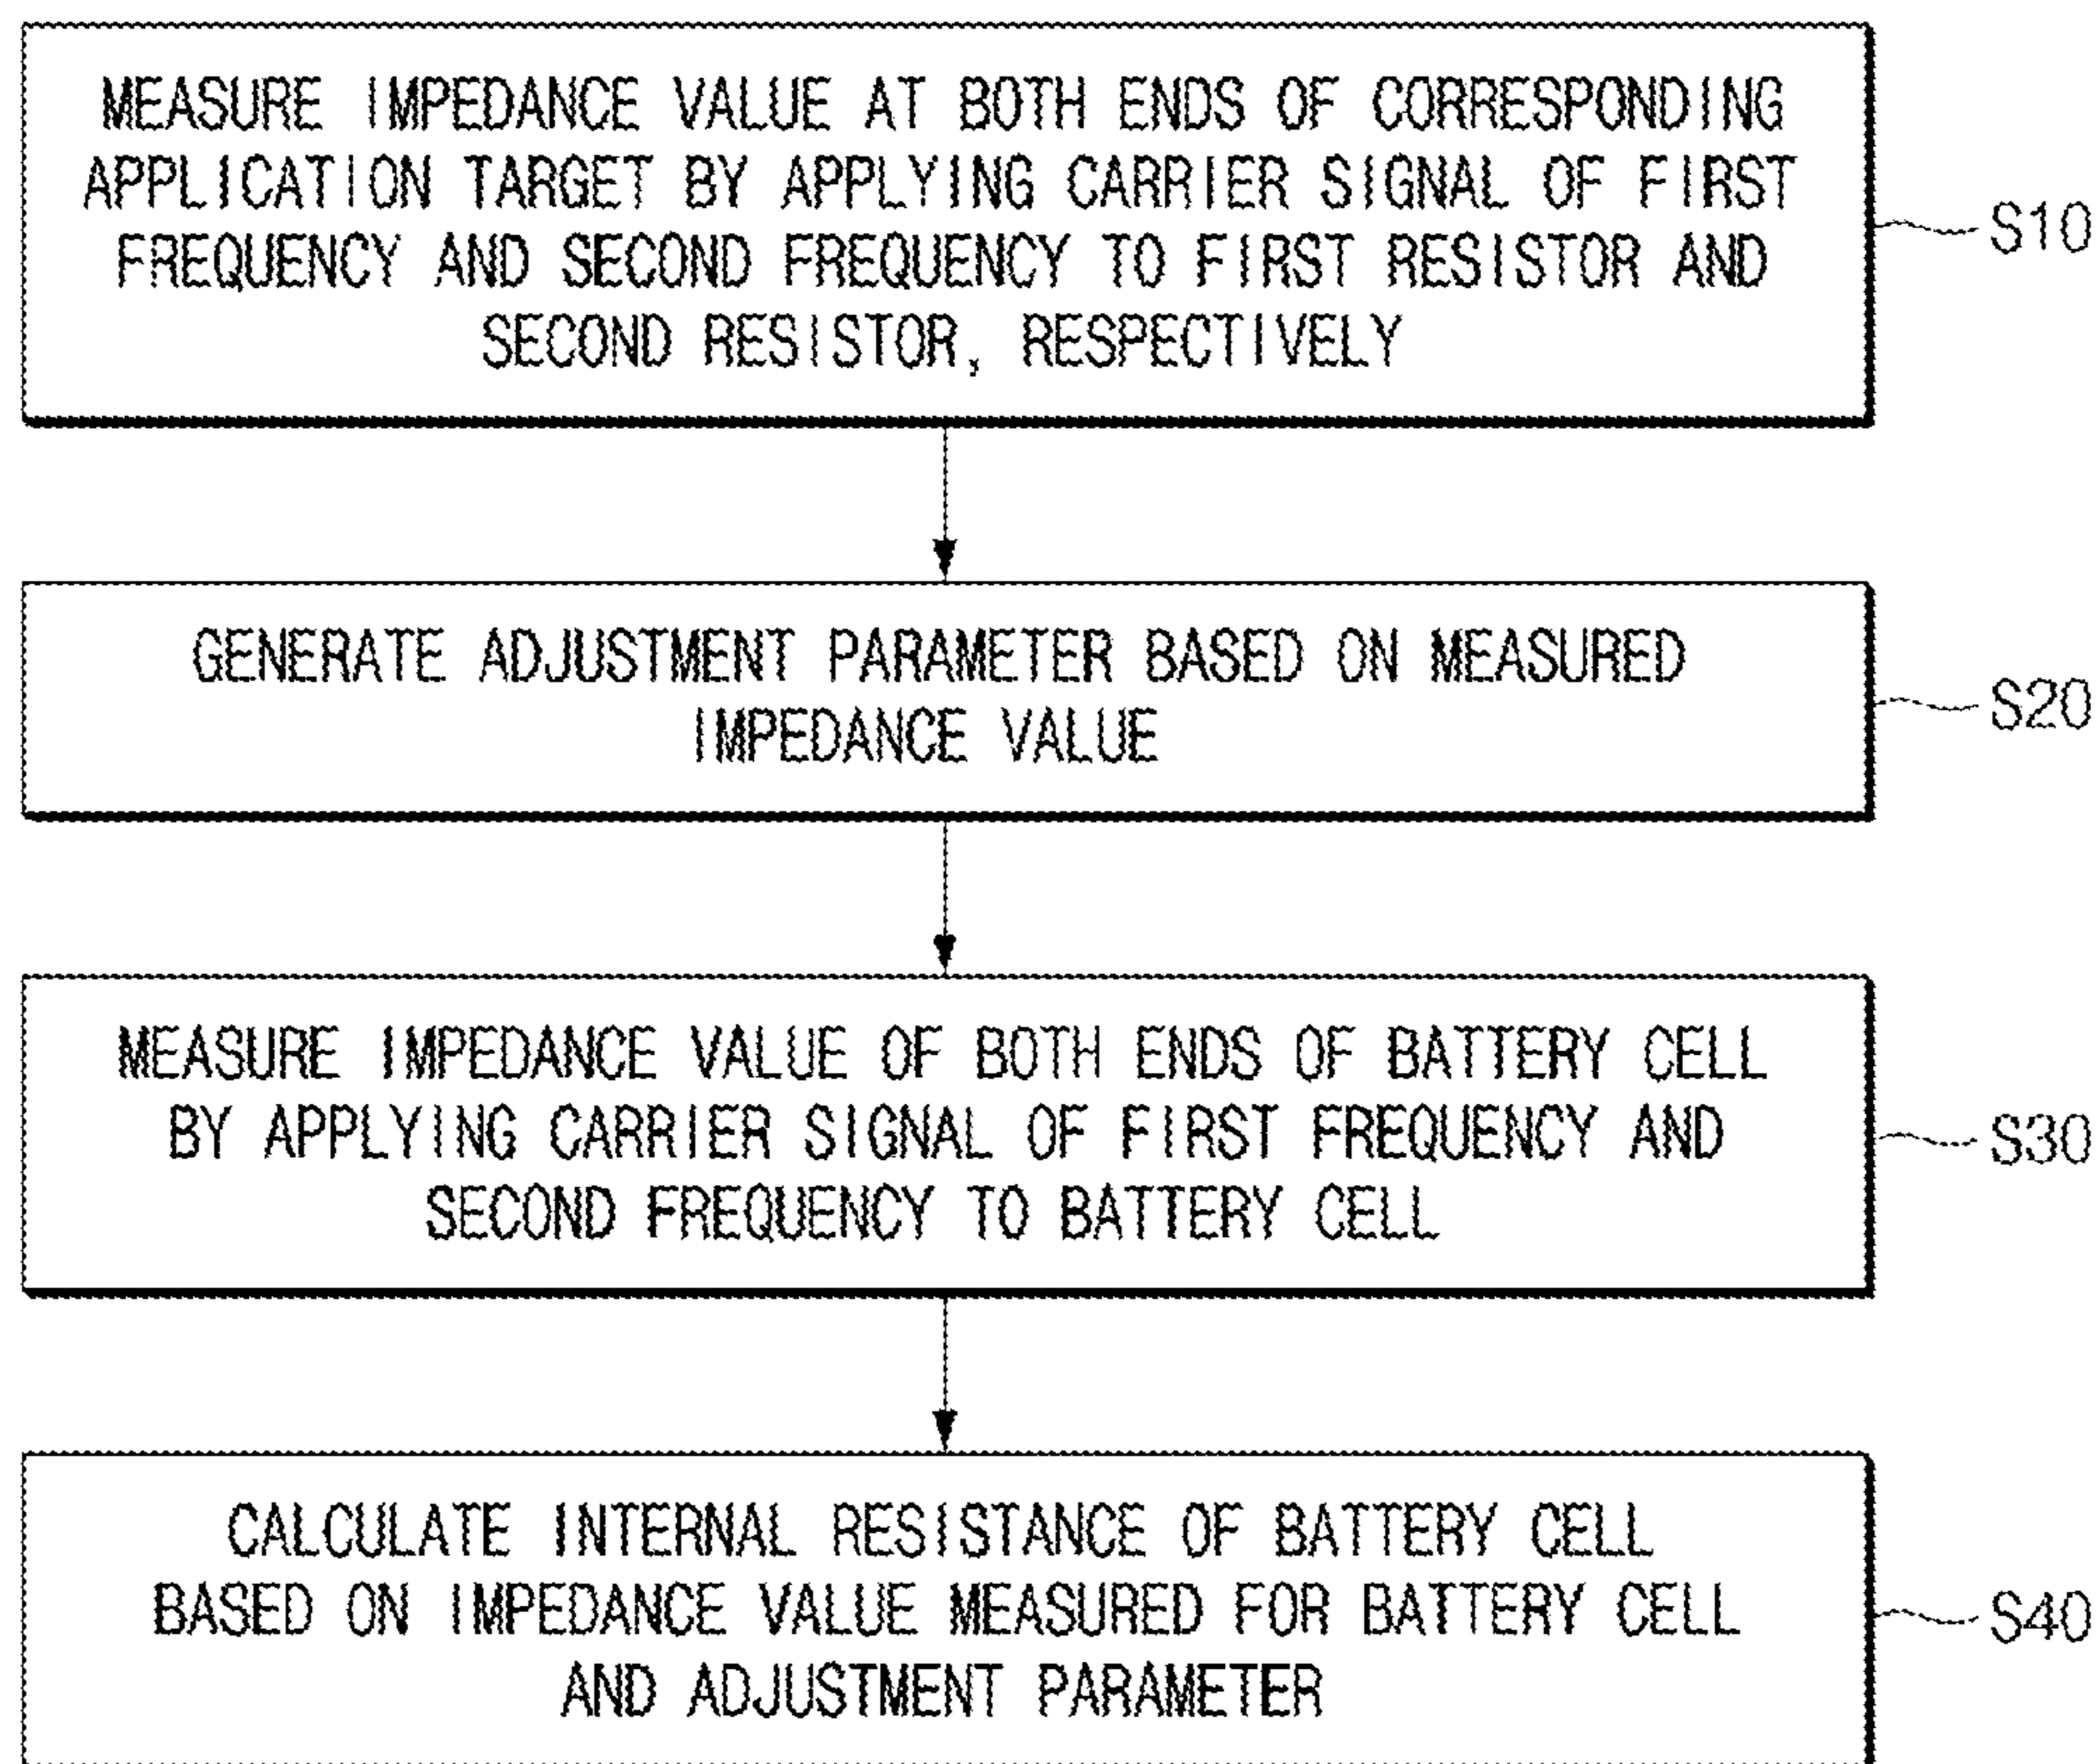 MEASURE IMPEDANCE VALUE AT BOTH ENDS OF CORRESPONDING
APPLICATION TARGET BY APPLYING CARRIER SIGNAL OF FIRST
FREQUENCY AND SECOND FREQUENCY TO FIRST RESISTOR AND
SECOND RESISTOR, RESPECTIVELY
S10
GENERATE ADJUSTMENT PARAMETER BASED ON MEASURED
IMPEDANCE VALUE
S20
MEASURE IMPEDANCE VALUE OF BOTH ENDS OF BATTERY CELL
BY APPLYING CARRIER SIGNAL OF FIRST FREQUENCY AND
SECOND FREQUENCY TO BATTERY CELL
S30
CALCULATE INTERNAL RESISTANCE OF BATTERY CELL
BASED ON IMPEDANCE VALUE MEASURED FOR BATTERY CELL
AND ADJUSTMENT PARAMETER
S40